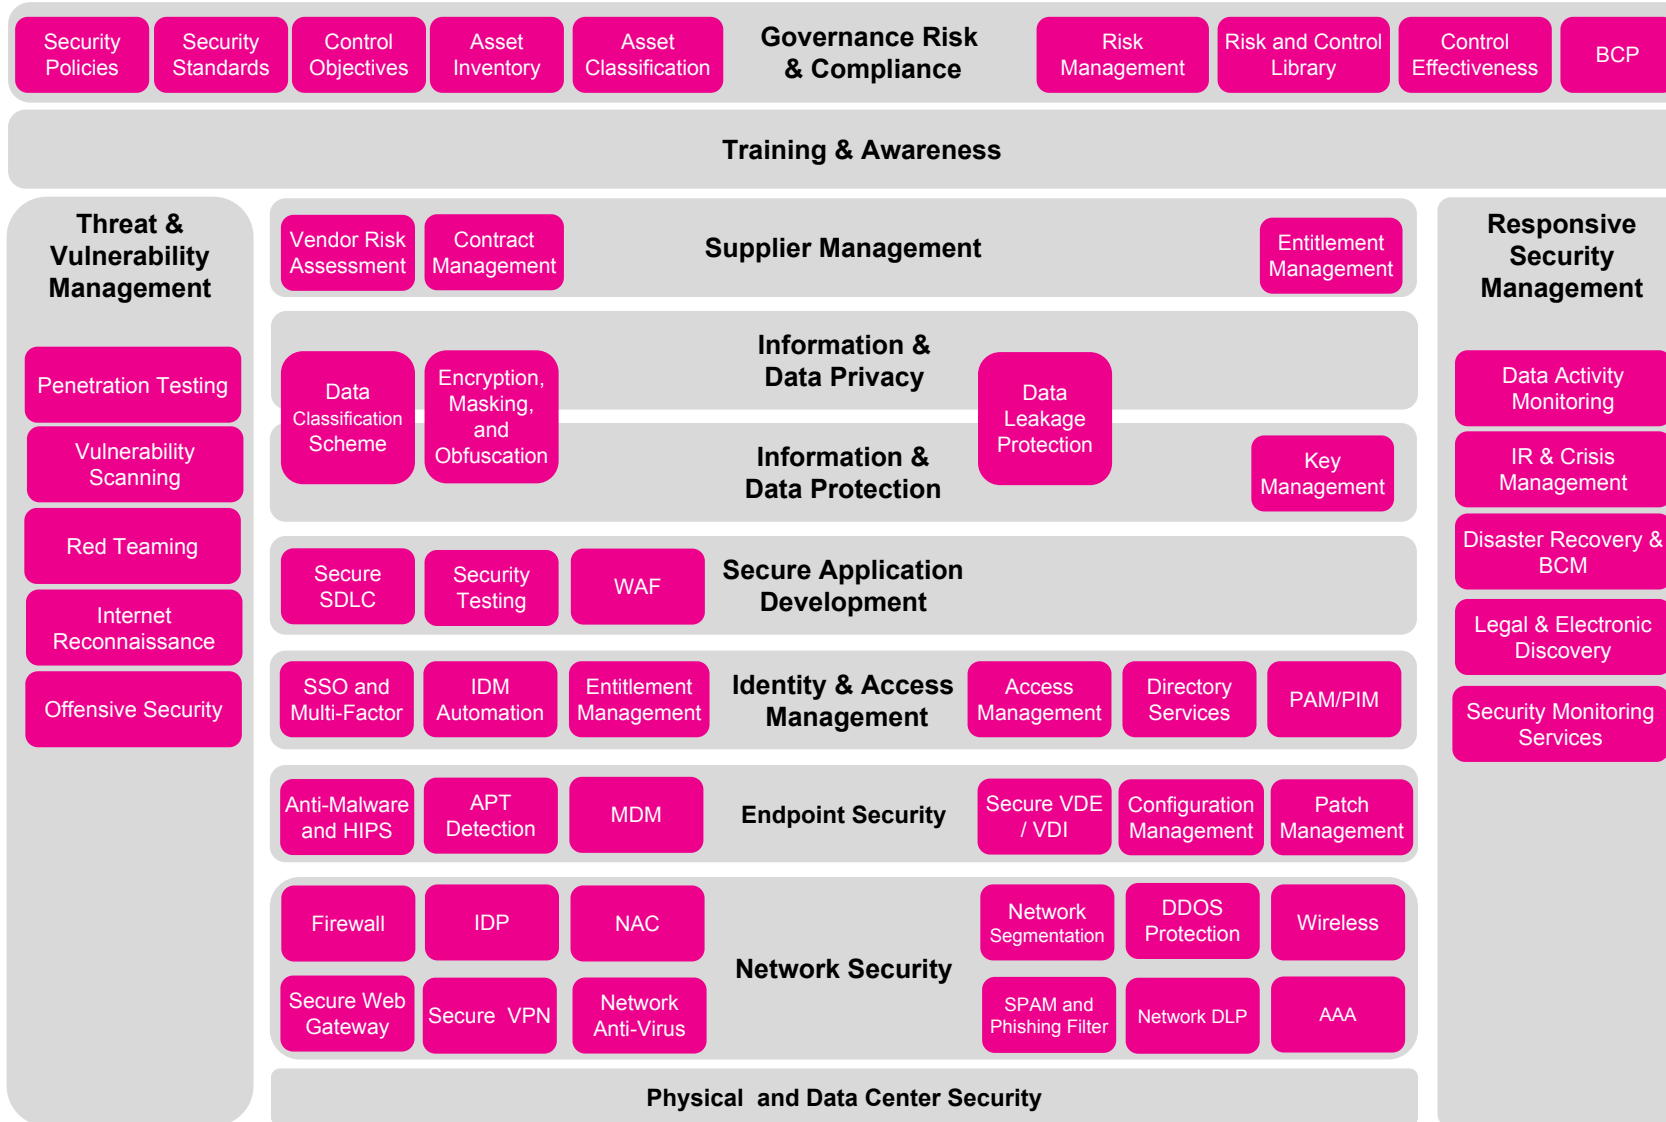 Security
Policies
Security
Standards
Control
Objectives
Asset
Inventory
Asset
Classification
Governance Risk
& Compliance
Risk
Management
Risk and Control
Library
Control
Effectiveness
BCP
Training & Awareness
Threat &
Vulnerability
Management
Penetration Testing
Vulnerability
Scanning
Red Teaming
Internet
Reconnaissance
Offensive Security
Vendor Risk
Assessment
Contract
Management
Supplier Management
Entitlement
Management
Information &
Data Privacy
Data
Classification
Scheme
Encryption,
Masking,
and
Obfuscation
Data
Leakage
Protection
Information &
Data Protection
Key
Management
Secure
SDLC
Security
Testing
WAF
Secure Application
Development
SSO and
Multi-Factor
IDM
Automation
Entitlement
Management
Identity & Access
Management
Access
Management
Directory
Services
PAM/PIM
Anti-Malware
and HIPS
APT
Detection
MDM
Endpoint Security
Secure VDE
/ VDI
Configuration
Management
Patch
Management
Firewall
IDP
NAC
Network Security
Network
Segmentation
DDOS
Protection
Wireless
Secure Web
Gateway
Secure VPN
Network
Anti-Virus
SPAM and
Phishing Filter
Network DLP
AAA
Physical and Data Center Security
Responsive
Security
Management
Data Activity
Monitoring
IR & Crisis
Management
Disaster Recovery &
BCM
Legal & Electronic
Discovery
Security Monitoring
Services